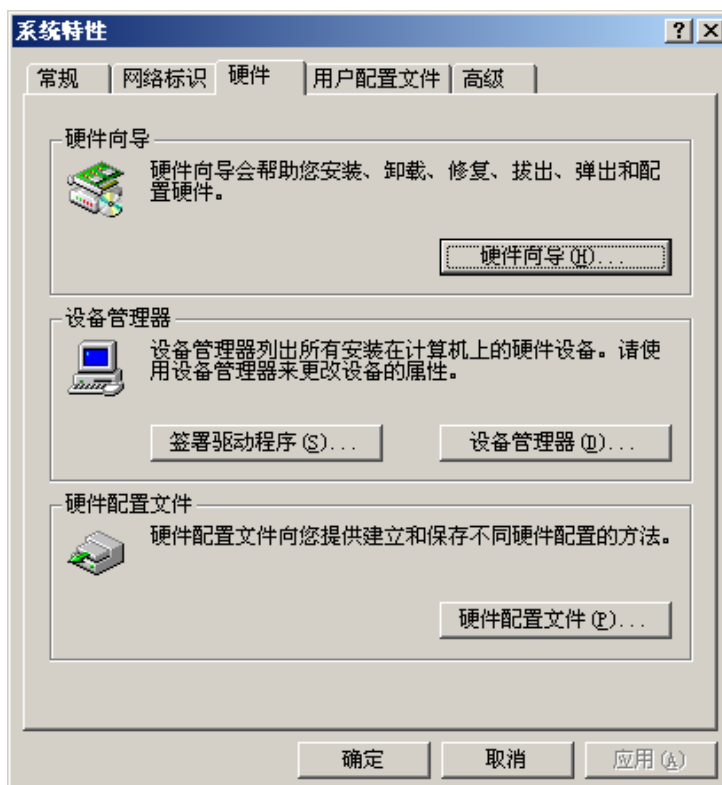 系统特性
常规 网络标识 硬件 用户配置文件 高级
硬件向导
硬件向导会帮助您安装、卸载、修复、拔出、弹出和配
置硬件。
硬件向导(H)...
设备管理器
设备管理器列出所有安装在计算机上的硬件设备。请使
用设备管理器来更改设备的属性。
签署驱动程序(S)... 设备管理器(D)...
硬件配置文件
硬件配置文件向您提供建立和保存不同硬件配置的方法。
硬件配置文件(P)...
确定 取消 应用(A)